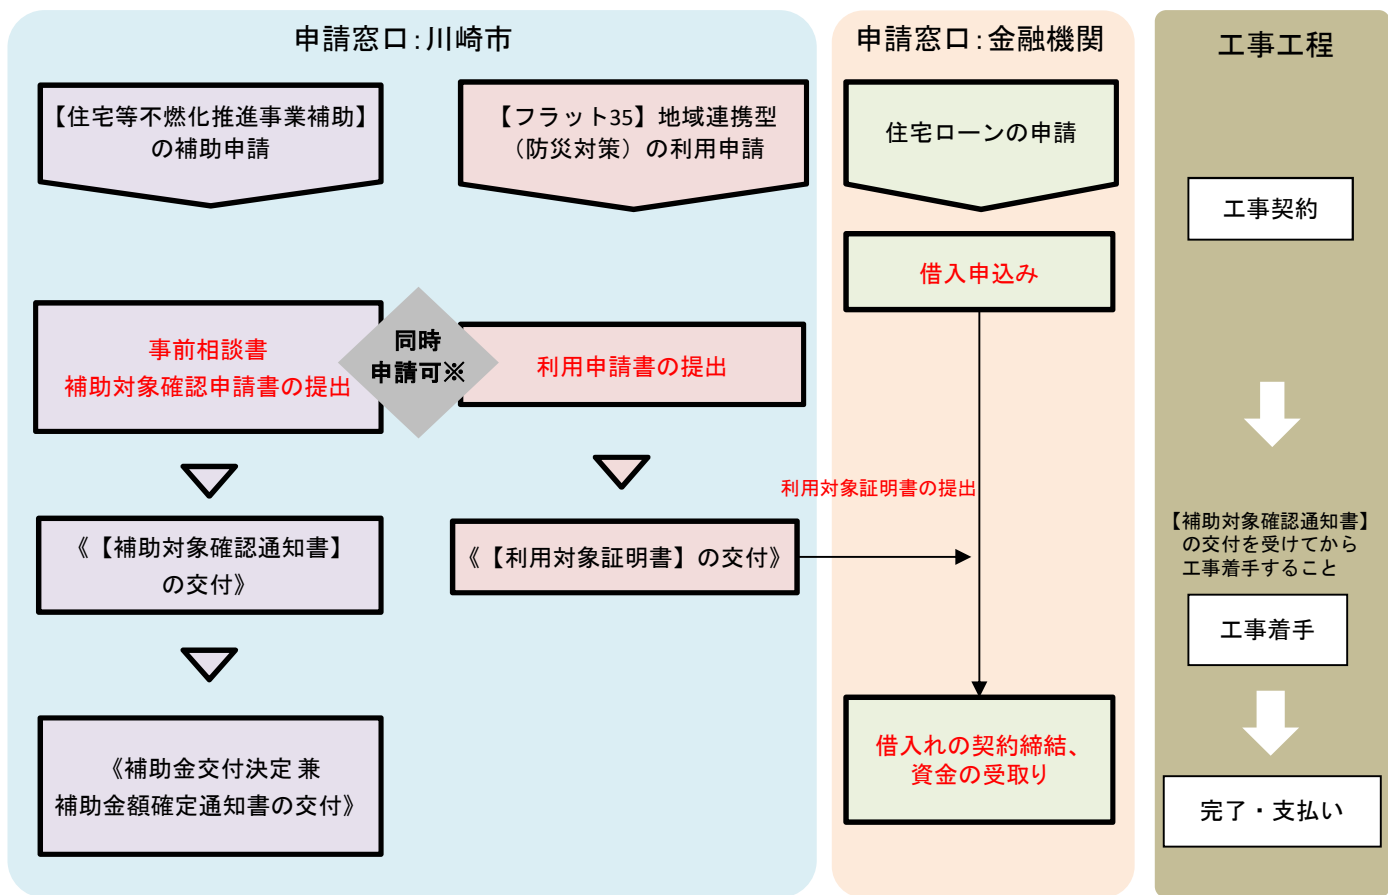 申請窓口：川崎市
【住宅等不燃化推進事業補助】
の補助申請
【フラット35】地域連携型
（防災対策）の利用申請
事前相談書
補助対象確認申請書の提出
同時
申請可※
利用申請書の提出
《【補助対象確認通知書】
の交付》
《【利用対象証明書】の交付》
《補助金交付決定 兼
補助金額確定通知書の交付》
申請窓口：金融機関
住宅ローンの申請
借入申込み
利用対象証明書の提出
借入れの契約締結、
資金の受取り
工事工程
工事契約
【補助対象確認通知書】
の交付を受けてから
工事着手すること
工事着手
完了・支払い